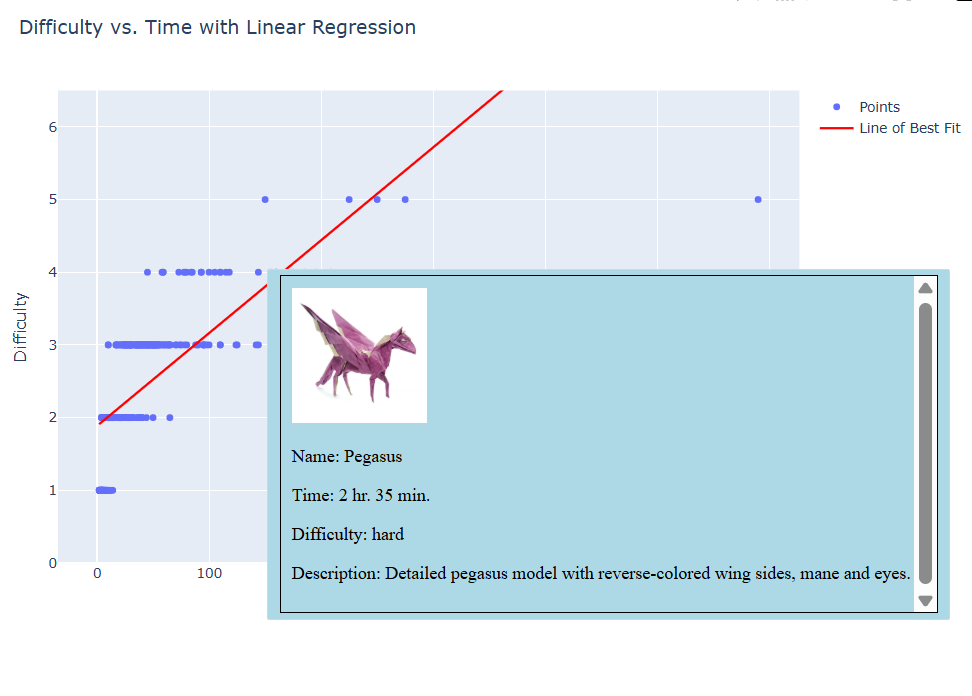 Difficulty vs. Time with Linear Regression
Points
Line of Best Fit
6
5
4
3
2
1
0
Difficulty
0
100
Name: Pegasus
Time: 2 hr. 35 min.
Difficulty: hard
Description: Detailed pegasus model with reverse-colored wing sides, mane and eyes.